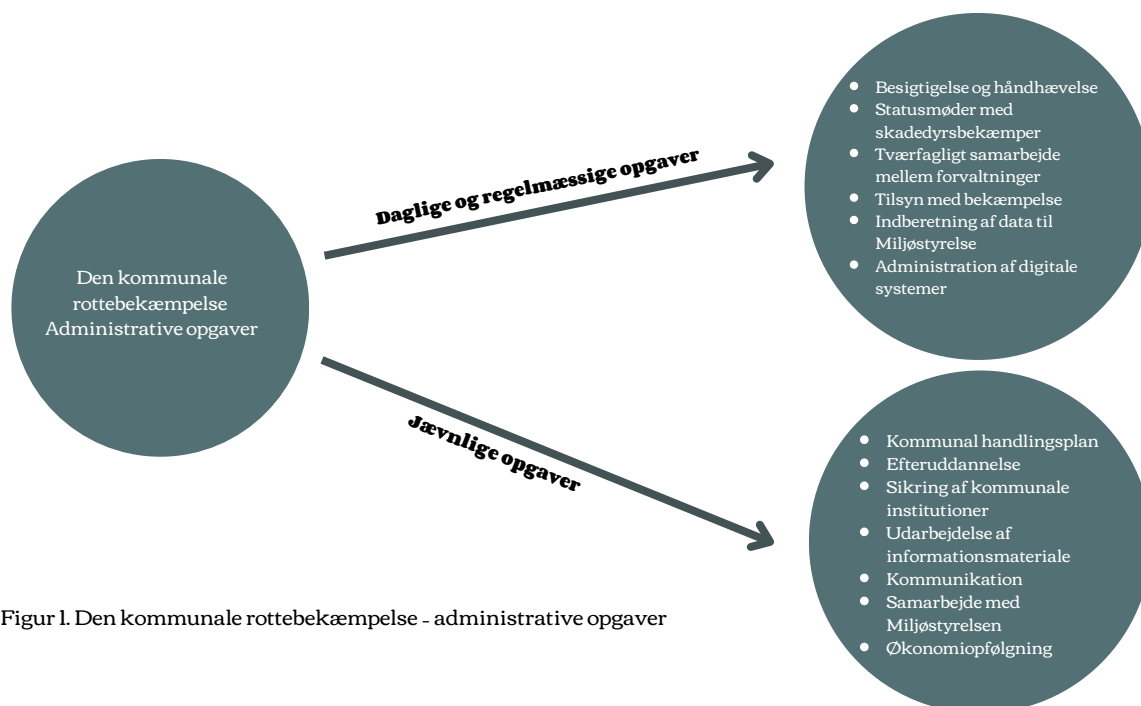 Den kommunale
rottebekæmpelse
Administrative opgaver
Daglige og regelmæssige opgaver
Besigtigelse og håndhævelse
Statusmøder med
skadedyrsbekæmper
Tværfagligt samarbejde
mellem forvaltninger
Tilsyn med bekæmpelse
Indberetning af data til
Miljøstyrelse
Administration af digitale
systemer
Jævnlige opgaver
Kommunal handlingsplan
Efteruddannelse
Sikring af kommunale
institutioner
Udarbejdelse af
informationsmateriale
Kommunikation
Samarbejde med
Miljøstyrelsen
Økonomiopfølgning
Figur 1. Den kommunale rottebekæmpelse - administrative opgaver